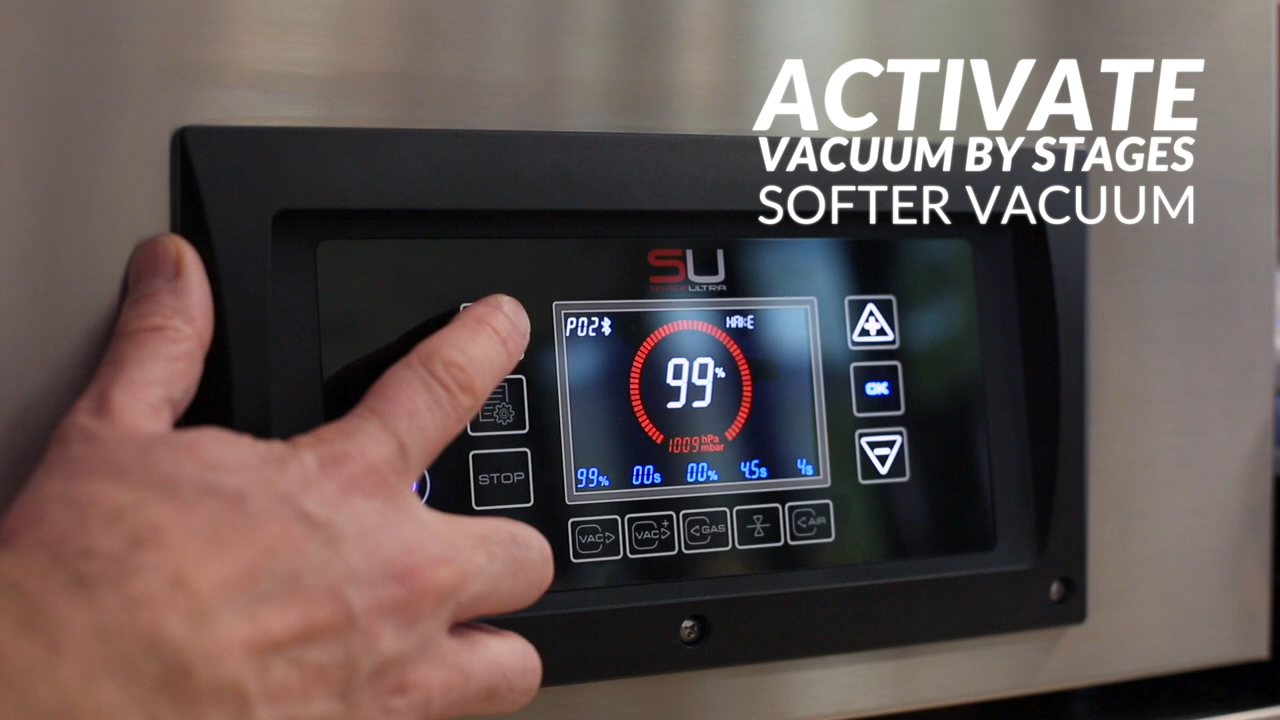 ACTIVATE
VACUUM BY STAGES
SOFTER VACUUM
SU
ULTRA
P02
99%
1009 hPa
mbar
99% 00s 00% 4.5s 4s
OK
STOP
VAC VAC+ GAS AIR